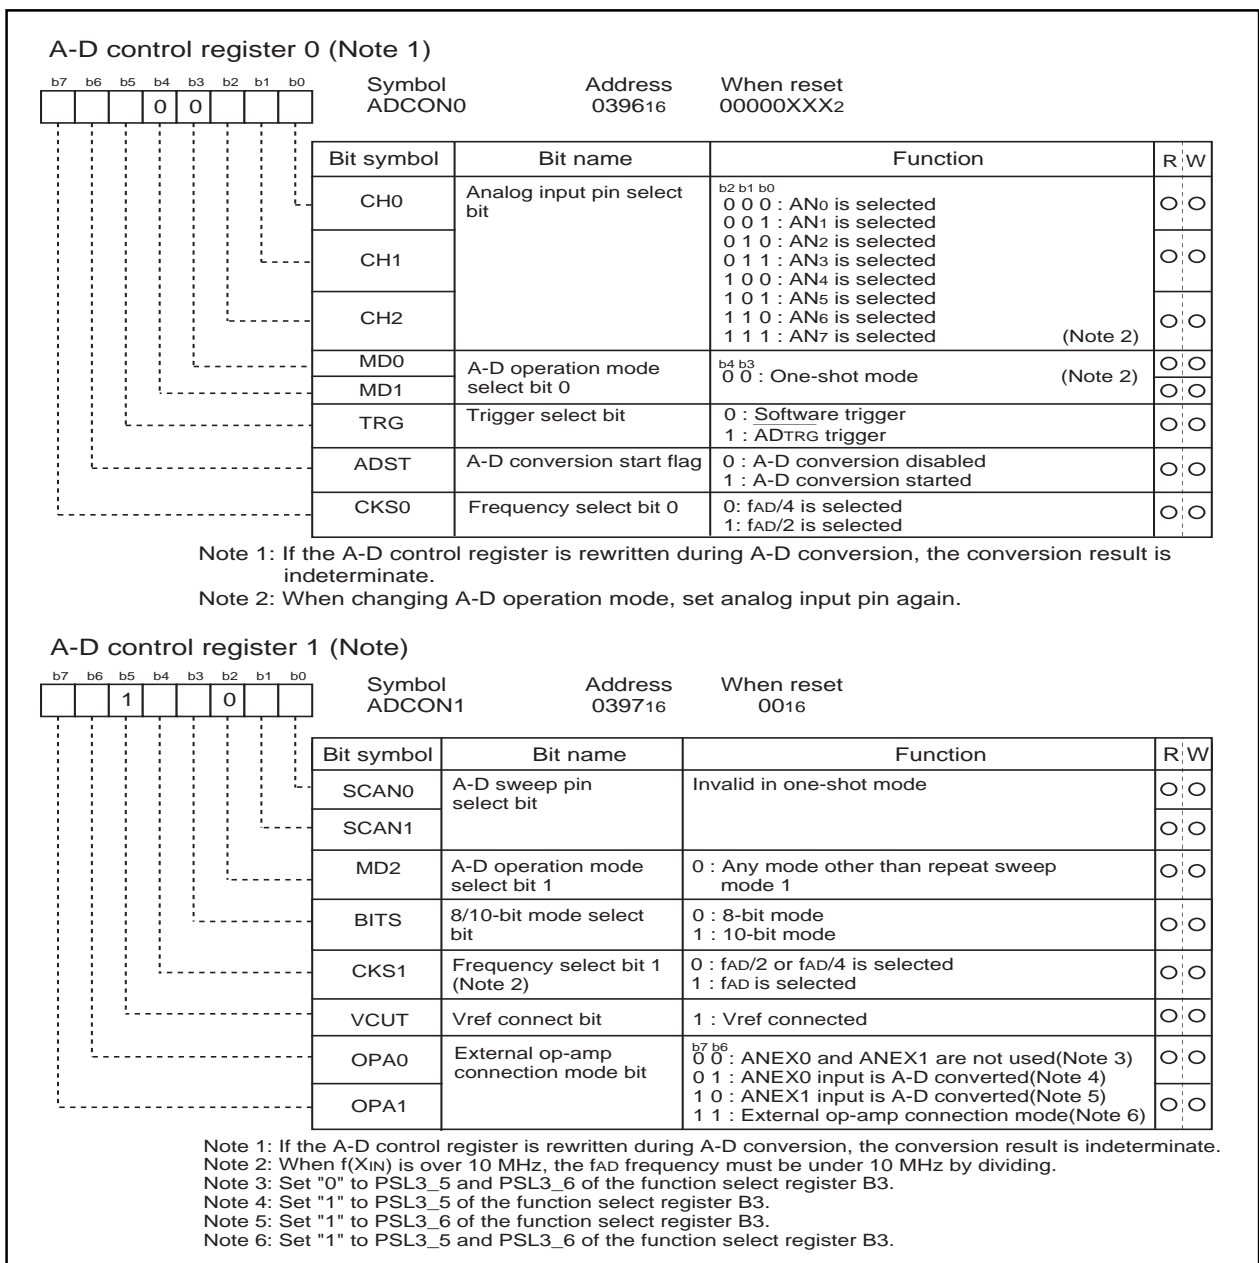 A-D control register 0 (Note 1)
b7 b6 b5 b4 b3 b2 b1 b0
0 0
Symbol Address When reset
ADCON0 039616 00000XXX2
Bit symbol Bit name Function R W
CH0 Analog input pin select bit
b2 b1 b0
0 0 0 : AN0 is selected
0 0 1 : AN1 is selected
0 1 0 : AN2 is selected
CH1
0 1 1 : AN3 is selected
1 0 0 : AN4 is selected
1 0 1 : AN5 is selected
CH2
1 1 0 : AN6 is selected
1 1 1 : AN7 is selected (Note 2)
MD0 A-D operation mode select bit 0
b4 b3
0 0 : One-shot mode (Note 2)
MD1
TRG Trigger select bit 0 : Software trigger
1 : ADTRG trigger
ADST A-D conversion start flag 0 : A-D conversion disabled
1 : A-D conversion started
CKS0 Frequency select bit 0 0: fAD/4 is selected
1: fAD/2 is selected
Note 1: If the A-D control register is rewritten during A-D conversion, the conversion result is
indeterminate.
Note 2: When changing A-D operation mode, set analog input pin again.
A-D control register 1 (Note)
b7 b6 b5 b4 b3 b2 b1 b0
1 0
Symbol Address When reset
ADCON1 039716 0016
Bit symbol Bit name Function R W
SCAN0 A-D sweep pin select bit Invalid in one-shot mode
SCAN1
MD2 A-D operation mode select bit 1 0 : Any mode other than repeat sweep
mode 1
BITS 8/10-bit mode select bit 0 : 8-bit mode
1 : 10-bit mode
CKS1 Frequency select bit 1 (Note 2) 0 : fAD/2 or fAD/4 is selected
1 : fAD is selected
VCUT Vref connect bit 1 : Vref connected
OPA0 External op-amp connection mode bit
b7 b6
0 0 : ANEX0 and ANEX1 are not used(Note 3)
0 1 : ANEX0 input is A-D converted(Note 4)
OPA1
1 0 : ANEX1 input is A-D converted(Note 5)
1 1 : External op-amp connection mode(Note 6)
Note 1: If the A-D control register is rewritten during A-D conversion, the conversion result is indeterminate.
Note 2: When f(XIN) is over 10 MHz, the fAD frequency must be under 10 MHz by dividing.
Note 3: Set "0" to PSL3_5 and PSL3_6 of the function select register B3.
Note 4: Set "1" to PSL3_5 of the function select register B3.
Note 5: Set "1" to PSL3_6 of the function select register B3.
Note 6: Set "1" to PSL3_5 and PSL3_6 of the function select register B3.